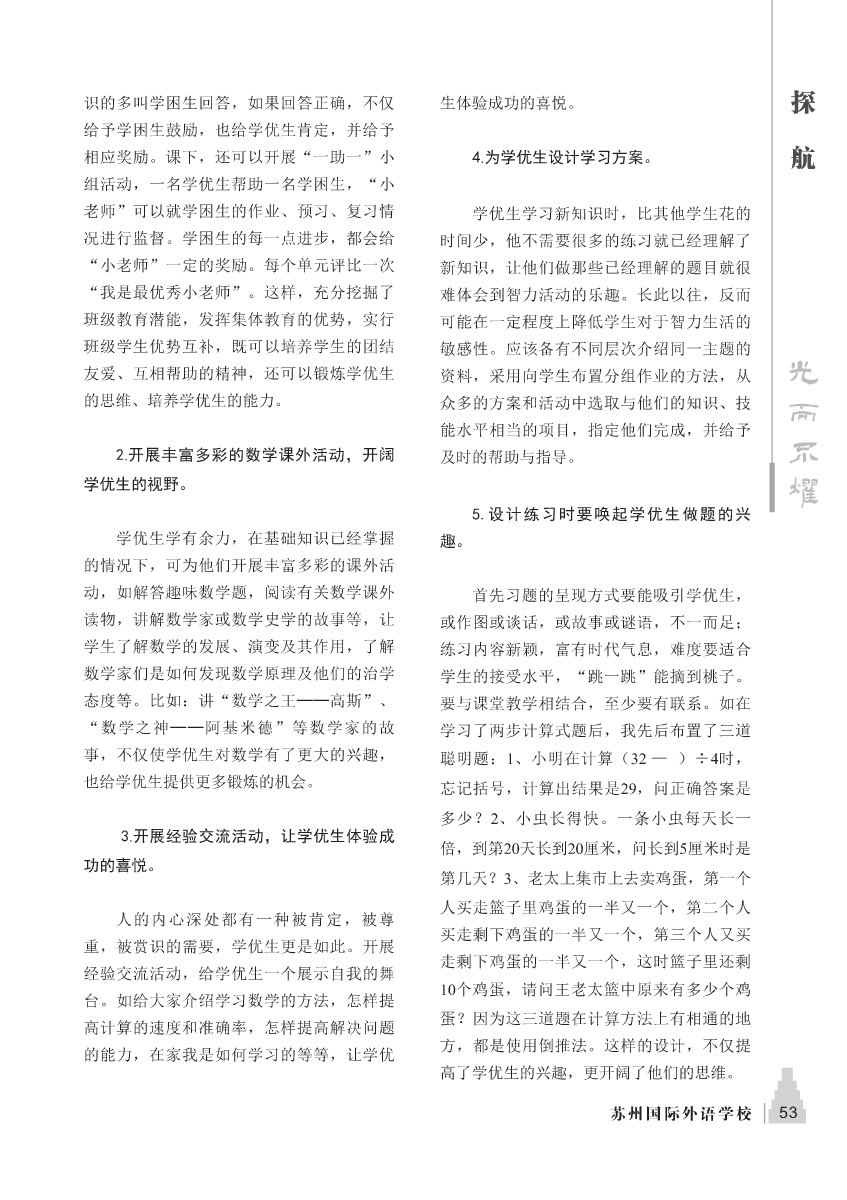 识的多叫学困生回答，如果回答正确，不仅
给予学困生鼓励，也给学优生肯定，并给予
相应奖励。课下，还可以开展“一助一”小
组活动，一名学优生帮助一名学困生，“小
老师”可以就学困生的作业、预习、复习情
况进行监督。学困生的每一点进步，都会给
“小老师”一定的奖励。每个单元评比一次
“我是最优秀小老师”。这样，充分挖掘了
班级教育潜能，发挥集体教育的优势，实行
班级学生优势互补，既可以培养学生的团结
友爱、互相帮助的精神，还可以锻炼学优生
的思维、培养学优生的能力。
2.开展丰富多彩的数学课外活动，开阔
学优生的视野。
学优生学有余力，在基础知识已经掌握
的情况下，可为他们开展丰富多彩的课外活
动，如解答趣味数学题，阅读有关数学课外
读物，讲解数学家或数学史学的故事等，让
学生了解数学的发展、演变及其作用，了解
数学家们是如何发现数学原理及他们的治学
态度等。比如：讲“数学之王——高斯”、
“数学之神——阿基米德”等数学家的故
事，不仅使学优生对数学有了更大的兴趣，
也给学优生提供更多锻炼的机会。
3.开展经验交流活动，让学优生体验成
功的喜悦。
人的内心深处都有一种被肯定，被尊
重，被赏识的需要，学优生更是如此。开展
经验交流活动，给学优生一个展示自我的舞
台。如给大家介绍学习数学的方法，怎样提
高计算的速度和准确率，怎样提高解决问题
的能力，在家我是如何学习的等等，让学优
生体验成功的喜悦。
4.为学优生设计学习方案。
学优生学习新知识时，比其他学生花的
时间少，他不需要很多的练习就已经理解了
新知识，让他们做那些已经理解的题目就很
难体会到智力活动的乐趣。长此以往，反而
可能在一定程度上降低学生对于智力生活的
敏感性。应该备有不同层次介绍同一主题的
资料，采用向学生布置分组作业的方法，从
众多的方案和活动中选取与他们的知识、技
能水平相当的项目，指定他们完成，并给予
及时的帮助与指导。
5.设计练习时要唤起学优生做题的兴
趣。
首先习题的呈现方式要能吸引学优生，
或作图或谈话，或故事或谜语，不一而足；
练习内容新颖，富有时代气息，难度要适合
学生的接受水平，“跳一跳”能摘到桃子。
要与课堂教学相结合，至少要有联系。如在
学习了两步计算式题后，我先后布置了三道
聪明题：1、小明在计算（32 — ）÷4时，
忘记括号，计算出结果是29，问正确答案是
多少？2、小虫长得快。一条小虫每天长一
倍，到第20天长到20厘米，问长到5厘米时是
第几天？3、老太上集市上去卖鸡蛋，第一个
人买走篮子里鸡蛋的一半又一个，第二个人
买走剩下鸡蛋的一半又一个，第三个人又买
走剩下鸡蛋的一半又一个，这时篮子里还剩
10个鸡蛋，请问王老太篮中原来有多少个鸡
蛋？因为这三道题在计算方法上有相通的地
方，都是使用倒推法。这样的设计，不仅提
高了学优生的兴趣，更开阔了他们的思维。
探航
光而不耀
苏州国际外语学校 53